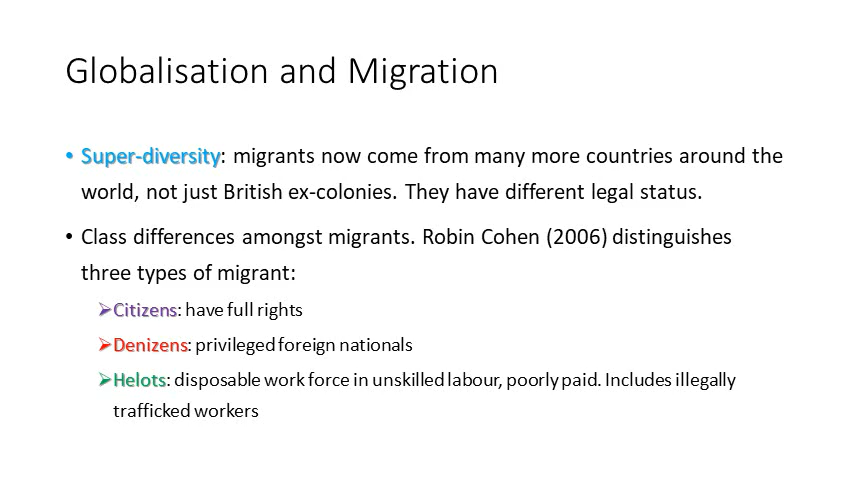 Globalisation and Migration
• Super-diversity: migrants now come from many more countries around the
world, not just British ex-colonies. They have different legal status.
• Class differences amongst migrants. Robin Cohen (2006) distinguishes
three types of migrant:
➢Citizens: have full rights
➢Denizens: privileged foreign nationals
➢Helots: disposable work force in unskilled labour, poorly paid. Includes illegally
trafficked workers